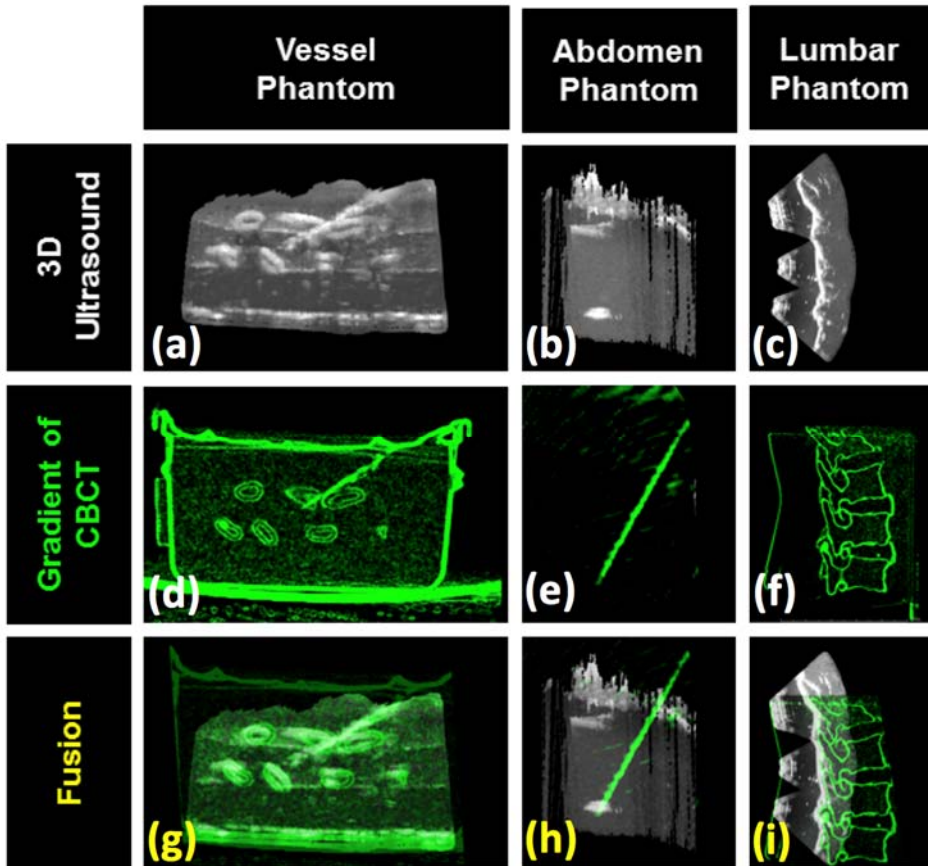 Vessel
Phantom
Abdomen
Phantom
Lumbar
Phantom
3D
Ultrasound
(a)
(b)
(c)
Gradient of
CBCT
(d)
(e)
(f)
Fusion
(g)
(h)
(i)